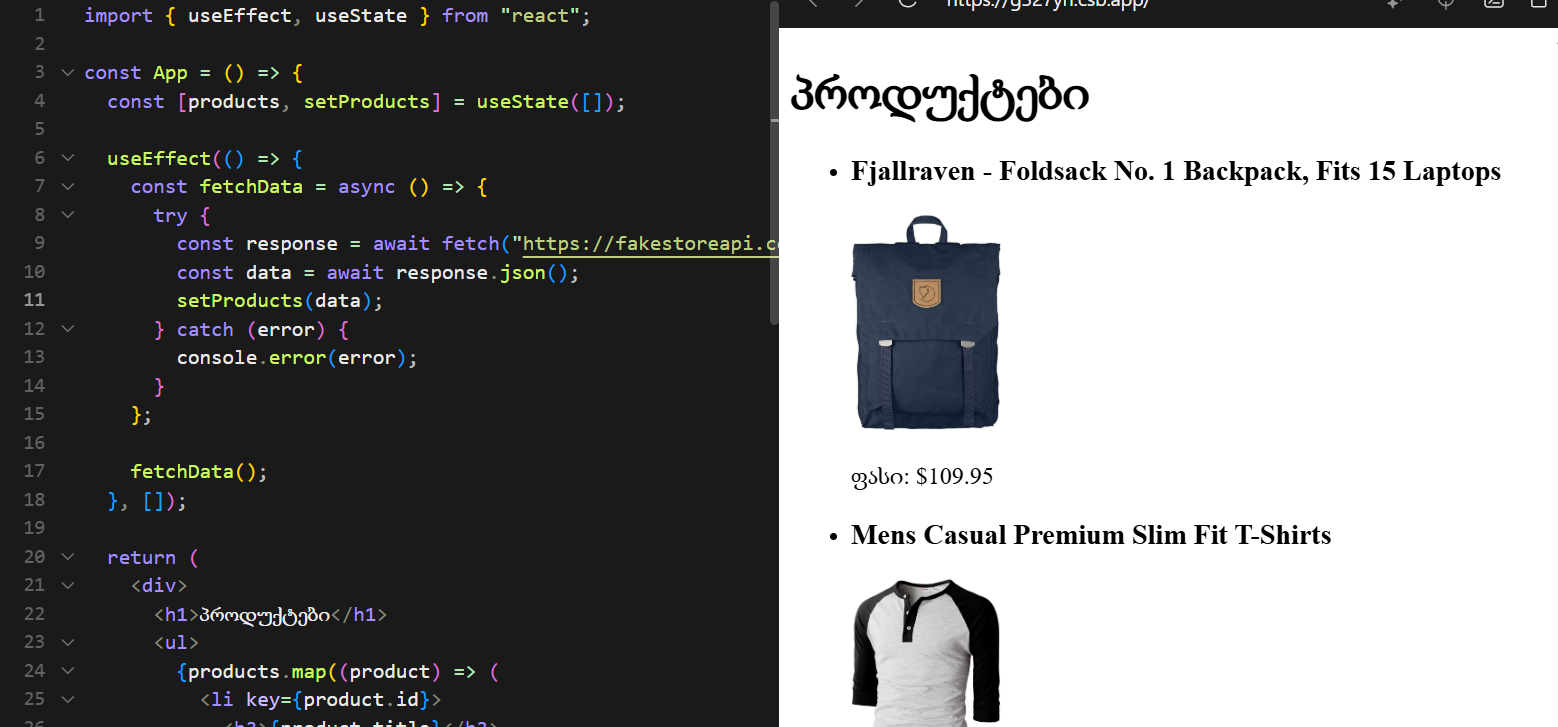 1 import { useEffect, useState } from "react";
2
3 const App = () => {
4 const [products, setProducts] = useState([]);
5
6 useEffect(() => {
7 const fetchData = async () => {
8 try {
9 const response = await fetch("https://fakestoreapi.c
10 const data = await response.json();
11 setProducts(data);
12 } catch (error) {
13 console.error(error);
14 }
15 };
16
17 fetchData();
18 }, []);
19
20 return (
21 <div>
22 <h1>პროდუქტები</h1>
23 <ul>
24 {products.map((product) => (
25 <li key={product.id}>
26 <h3>{product.title}</h3>
https://g327yh.csb.app/
პროდუქტები
• Fjallraven - Foldsack No. 1 Backpack, Fits 15 Laptops
ფასი: $109.95
• Mens Casual Premium Slim Fit T-Shirts